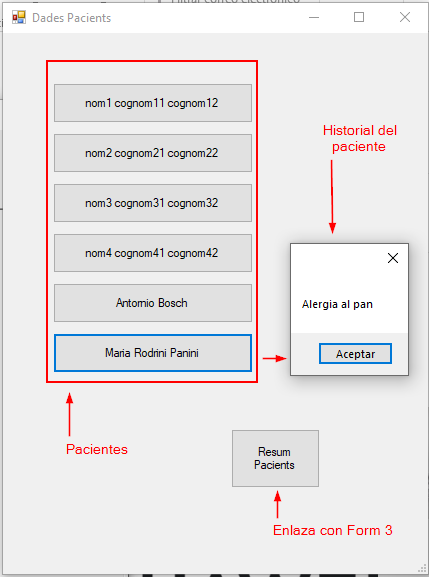 Dades Pacients
nom1 cognom11 cognom12
nom2 cognom21 cognom22
nom3 cognom31 cognom32
nom4 cognom41 cognom42
Antornio Bosch
Maria Rodrini Panini
Pacientes
Historial del
paciente
Alergia al pan
Aceptar
Resum
Pacients
Enlaza con Form 3